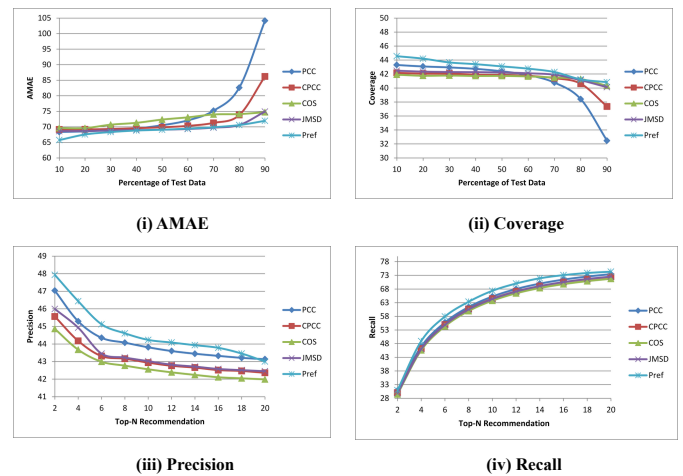 105
100
95
90
85
80
75
70
65
60
AMAE
10 20 30 40 50 60 70 80 90
Percentage of Test Data
PCC
CPCC
COS
JMSD
Pref
(i) AMAE
50
48
46
44
42
40
38
36
34
32
30
Coverage
10 20 30 40 50 60 70 80 90
Percentage of Test Data
PCC
CPCC
COS
JMSD
Pref
(ii) Coverage
49
48
47
46
45
44
43
42
41
Precision
2 4 6 8 10 12 14 16 18 20
Top-N Recommendation
PCC
CPCC
COS
JMSD
Pref
(iii) Precision
78
73
68
63
58
53
48
43
38
33
28
Recall
2 4 6 8 10 12 14 16 18 20
Top-N Recommendation
PCC
CPCC
COS
JMSD
Pref
(iv) Recall